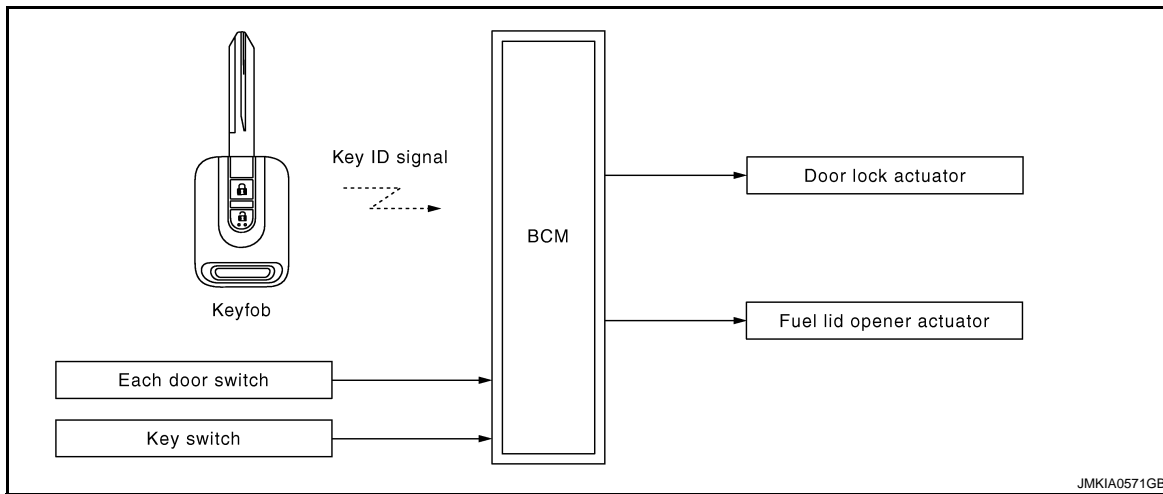 Key ID signal
Keyfob
Each door switch
Key switch
BCM
Door lock actuator
Fuel lid opener actuator
JMKIA0571GB